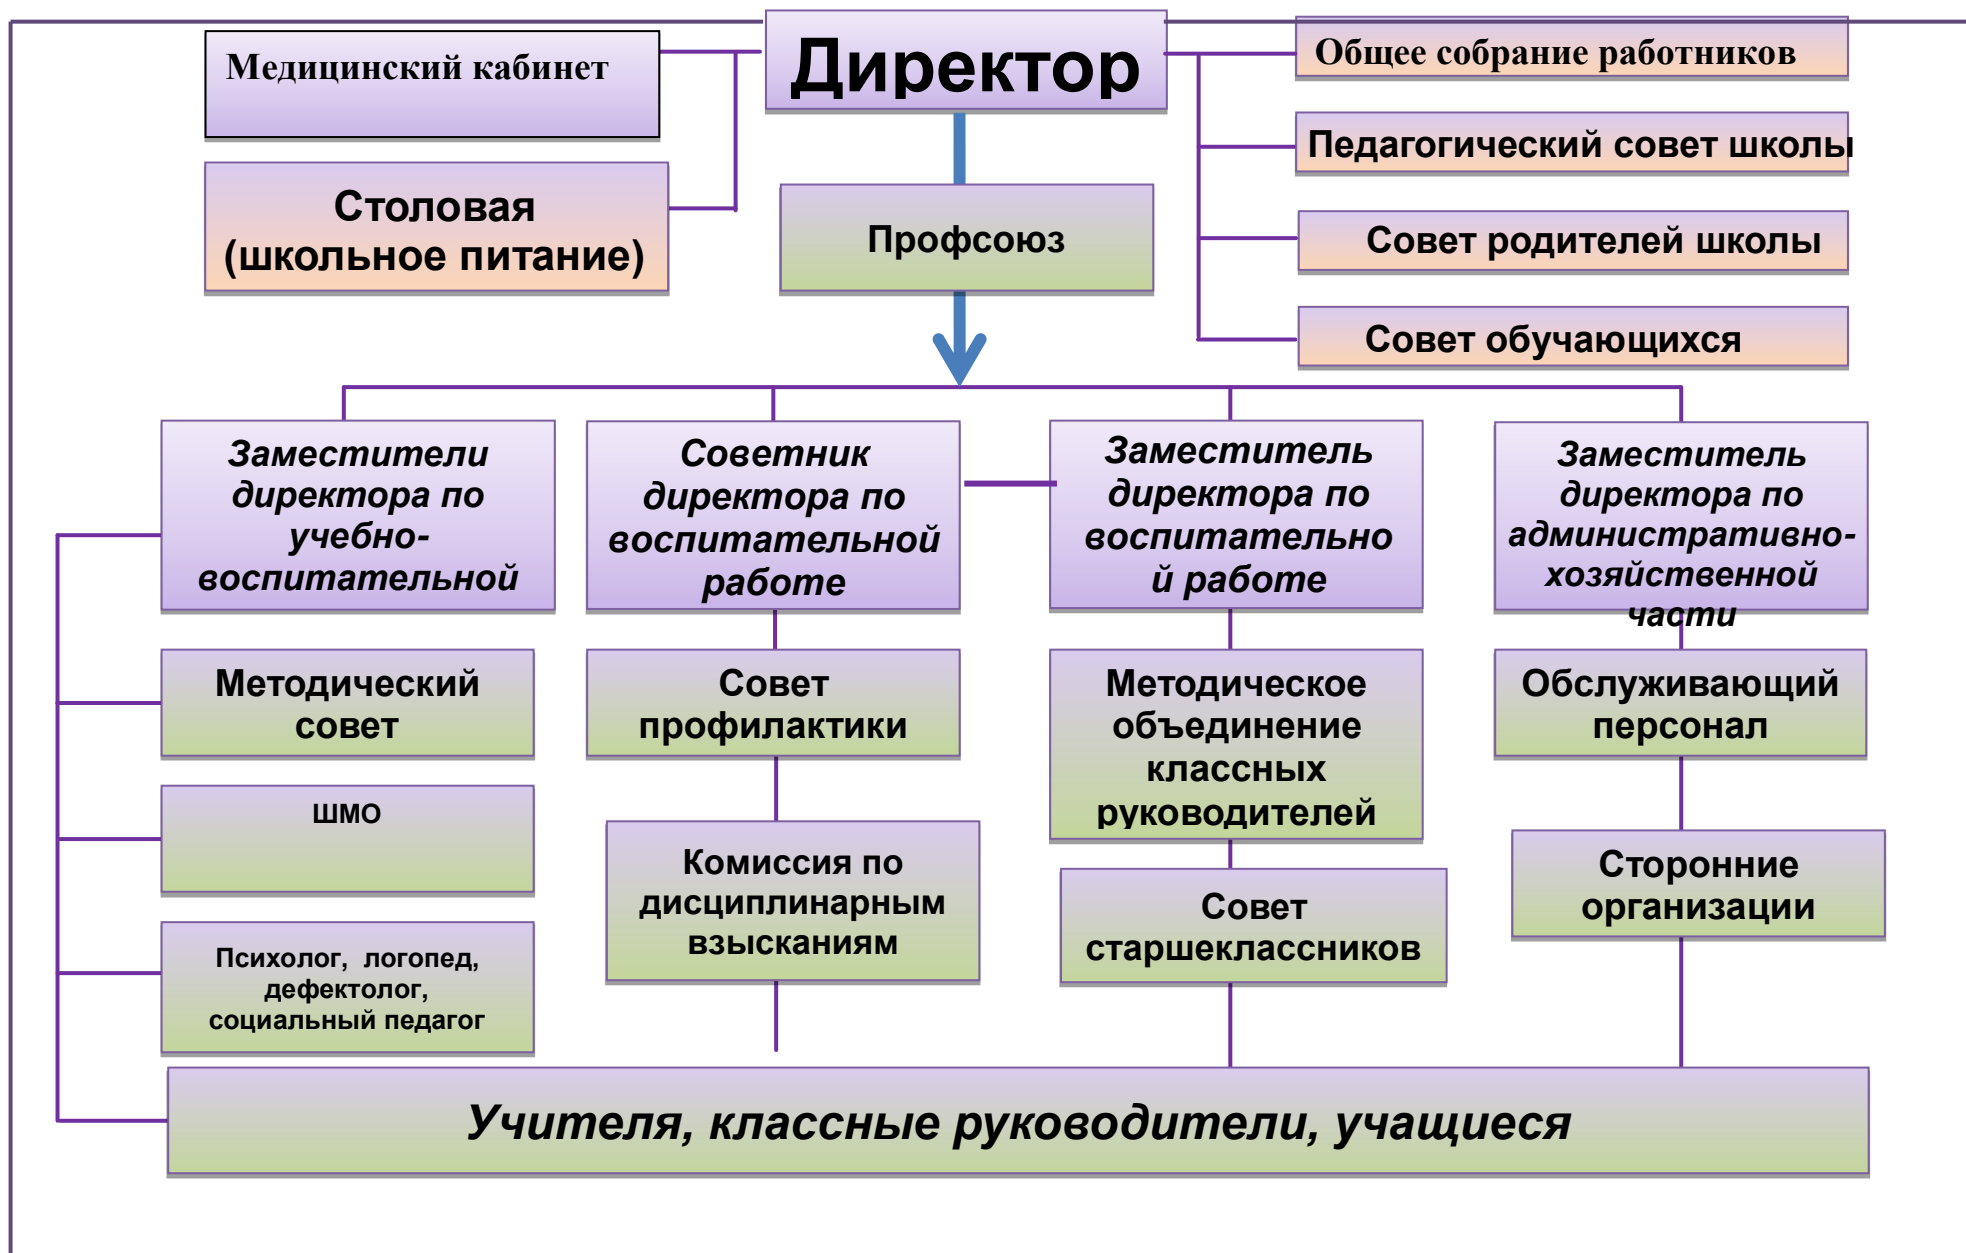 Директор
Медицинский кабинет
Столовая
(школьное питание)
Профсоюз
Общее собрание работников
Педагогический совет школы
Совет родителей школы
Совет обучающихся
Заместители
директора по
учебно-
воспитательной
Советник
директора по
воспитательной
работе
Заместитель
директора по
воспитательно
й работе
Заместитель
директора по
административно-
хозяйственной
части
Методический
совет
ШМО
Психолог, логопед,
дефектолог,
социальный педагог
Совет
профилактики
Комиссия по
дисциплинарным
взысканиям
Методическое
объединение
классных
руководителей
Совет
старшеклассников
Обслуживающий
персонал
Сторонние
организации
Учителя, классные руководители, учащиеся